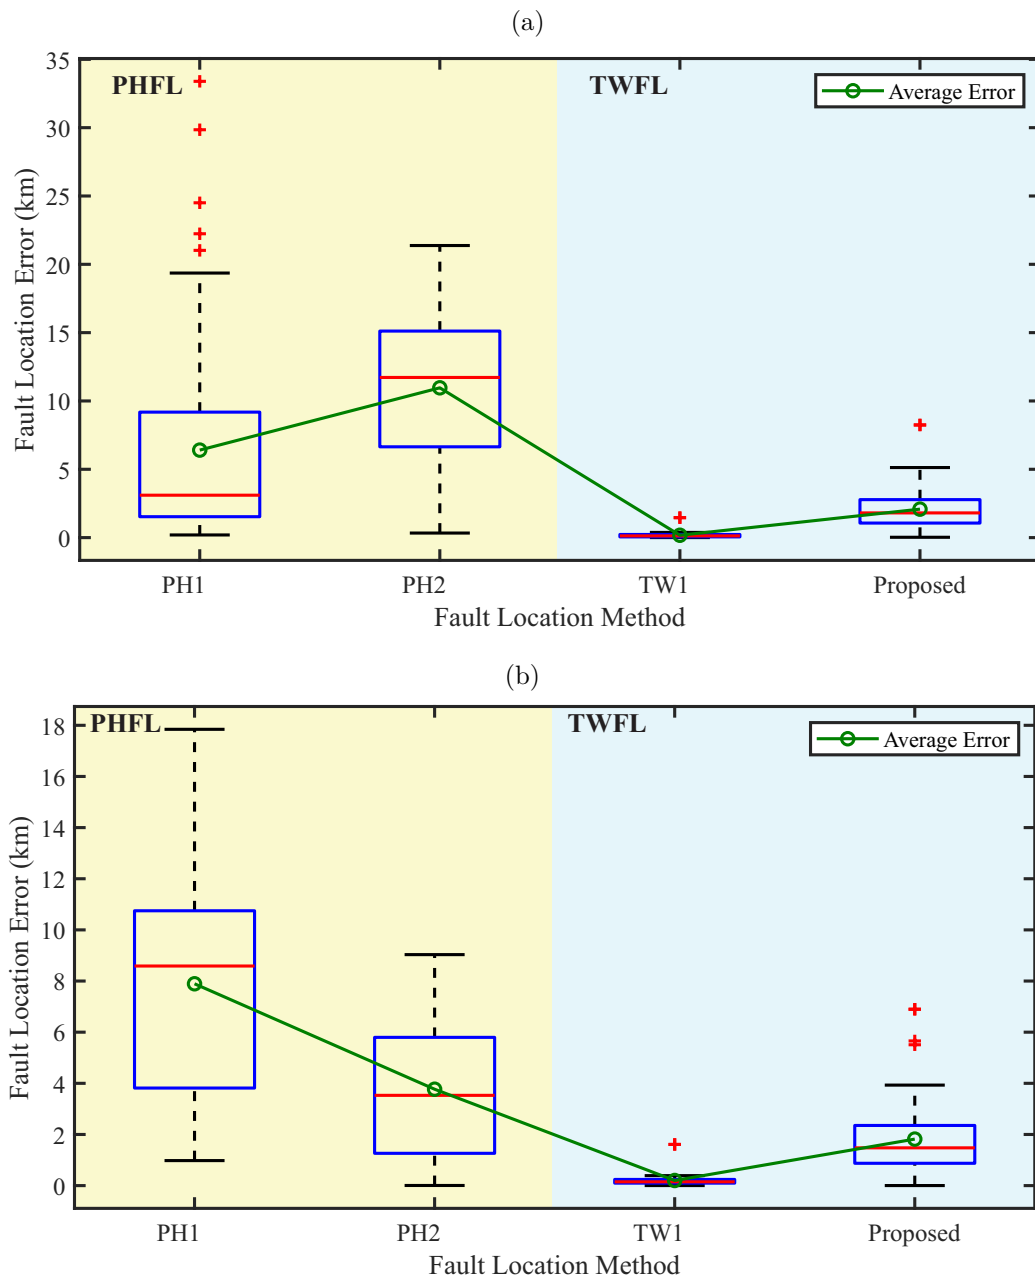 (a)
35
30
25
20
15
10
5
0
Fault Location Error (km)
PHFL
TWFL
Average Error
PH1 PH2 TW1 Proposed
Fault Location Method
(b)
18
16
14
12
10
8
6
4
2
0
Fault Location Error (km)
PHFL
TWFL
Average Error
PH1 PH2 TW1 Proposed
Fault Location Method